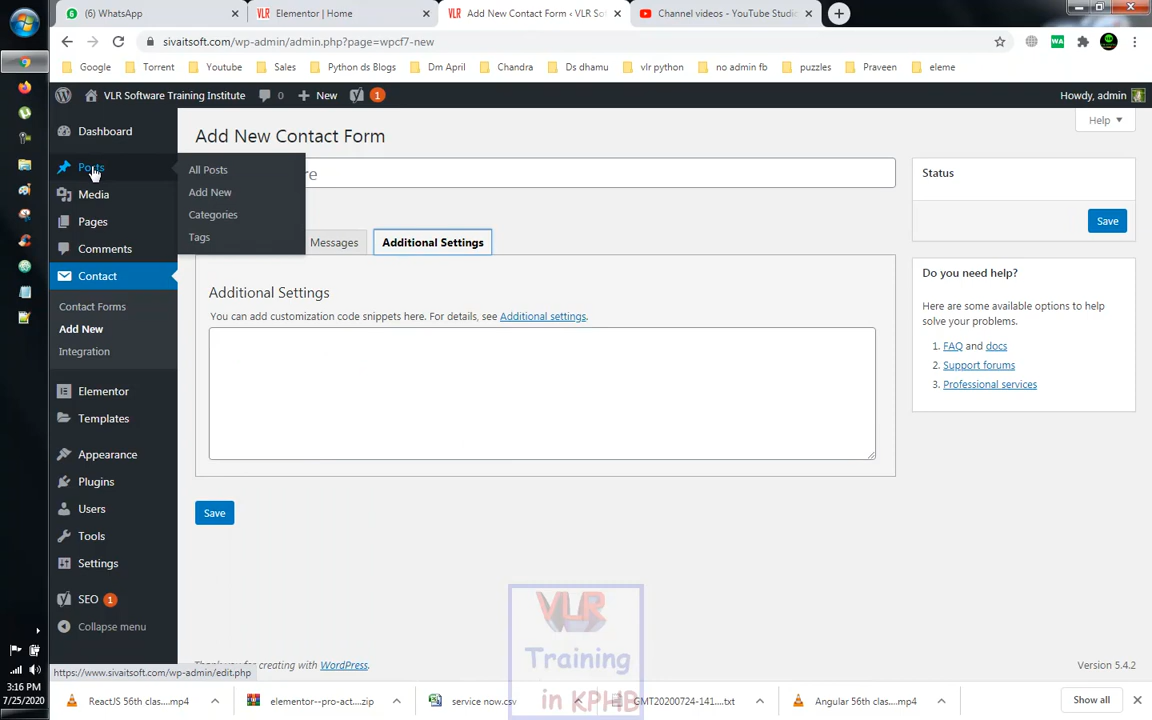 (6) WhatsApp
Elementor | Home
Add New Contact Form ‹ VLR So
Channel videos - YouTube Studio
sivaitsoft.com/wp-admin/admin.php?page=wpcf7-new
Google
Torrent
Youtube
Sales
Python ds Blogs
Dm April
Chandra
Ds dhamu
vlr python
no admin fb
puzzles
Praveen
eleme
VLR Software Training Institute
0
New
1
Howdy, admin
Dashboard
Posts
Media
Pages
Comments
Contact
Contact Forms
Add New
Integration
Elementor
Templates
Appearance
Plugins
Users
Tools
Settings
SEO 1
Collapse menu
All Posts
Add New
Categories
Tags
Add New Contact Form
Help
re
Messages
Additional Settings
Additional Settings
You can add customization code snippets here. For details, see Additional settings.
Save
Status
Save
Do you need help?
Here are some available options to help
solve your problems.
1. FAQ and docs
2. Support forums
3. Professional services
VLR
Training
in KPHB
Thank you for creating with WordPress.
Version 5.4.2
https://www.sivaitsoft.com/wp-admin/edit.php
3:16 PM
7/25/2020
ReactJS 56th clas....mp4
elementor--pro-act....zip
service now.csv
GMT20200724-141....txt
Angular 56th clas....mp4
Show all